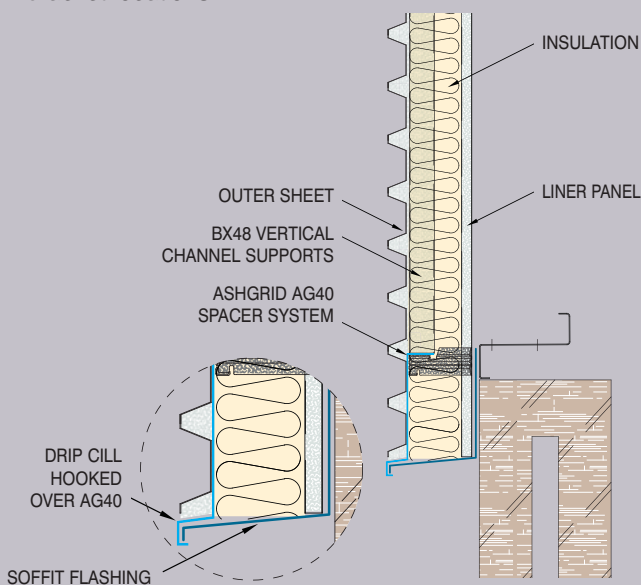 INSULATION
OUTER SHEET
LINER PANEL
BX48 VERTICAL
CHANNEL SUPPORTS
ASHGRID AG40
SPACER SYSTEM
DRIP CILL
HOOKED
OVER AG40
SOFFIT FLASHING